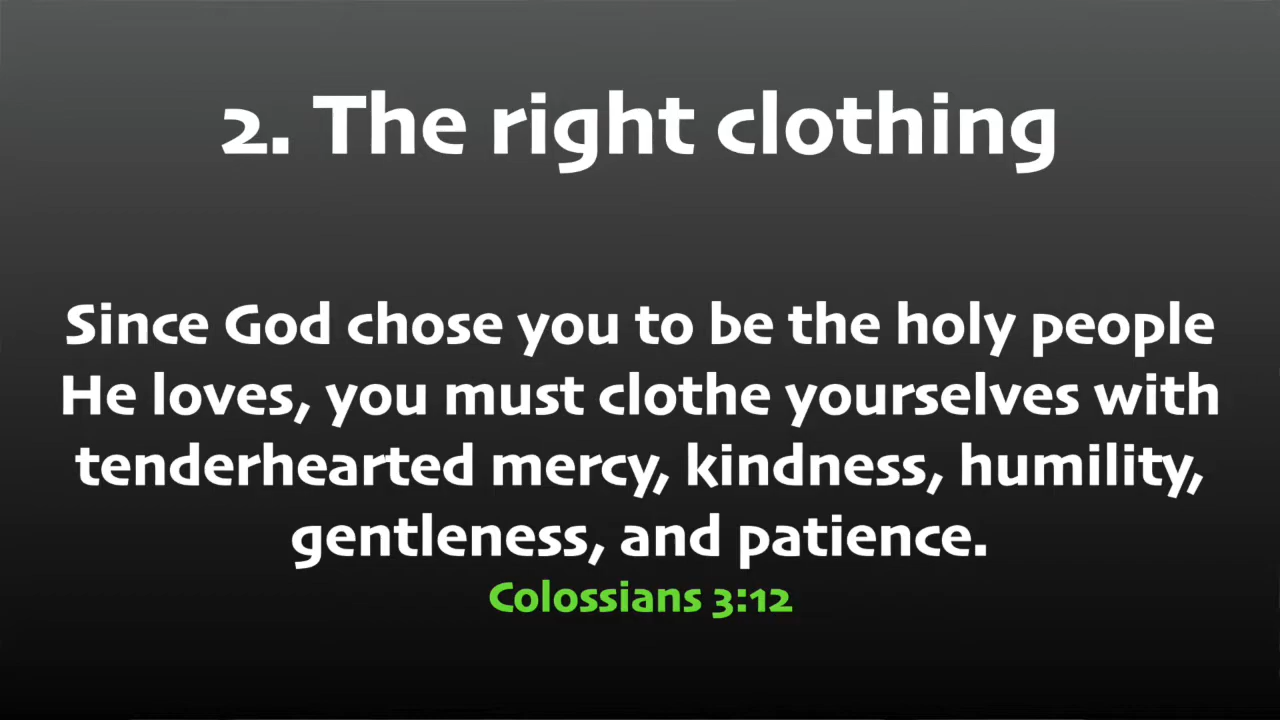 2. The right clothing
Since God chose you to be the holy people
He loves, you must clothe yourselves with
tenderhearted mercy, kindness, humility,
gentleness, and patience.
Colossians 3:12